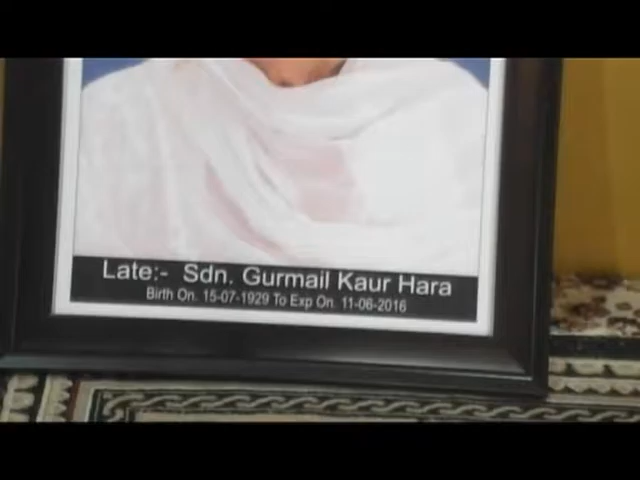 Late:- Sdn. Gurmail Kaur Hara
Birth On. 15-07-1929 To Exp On. 11-06-2016